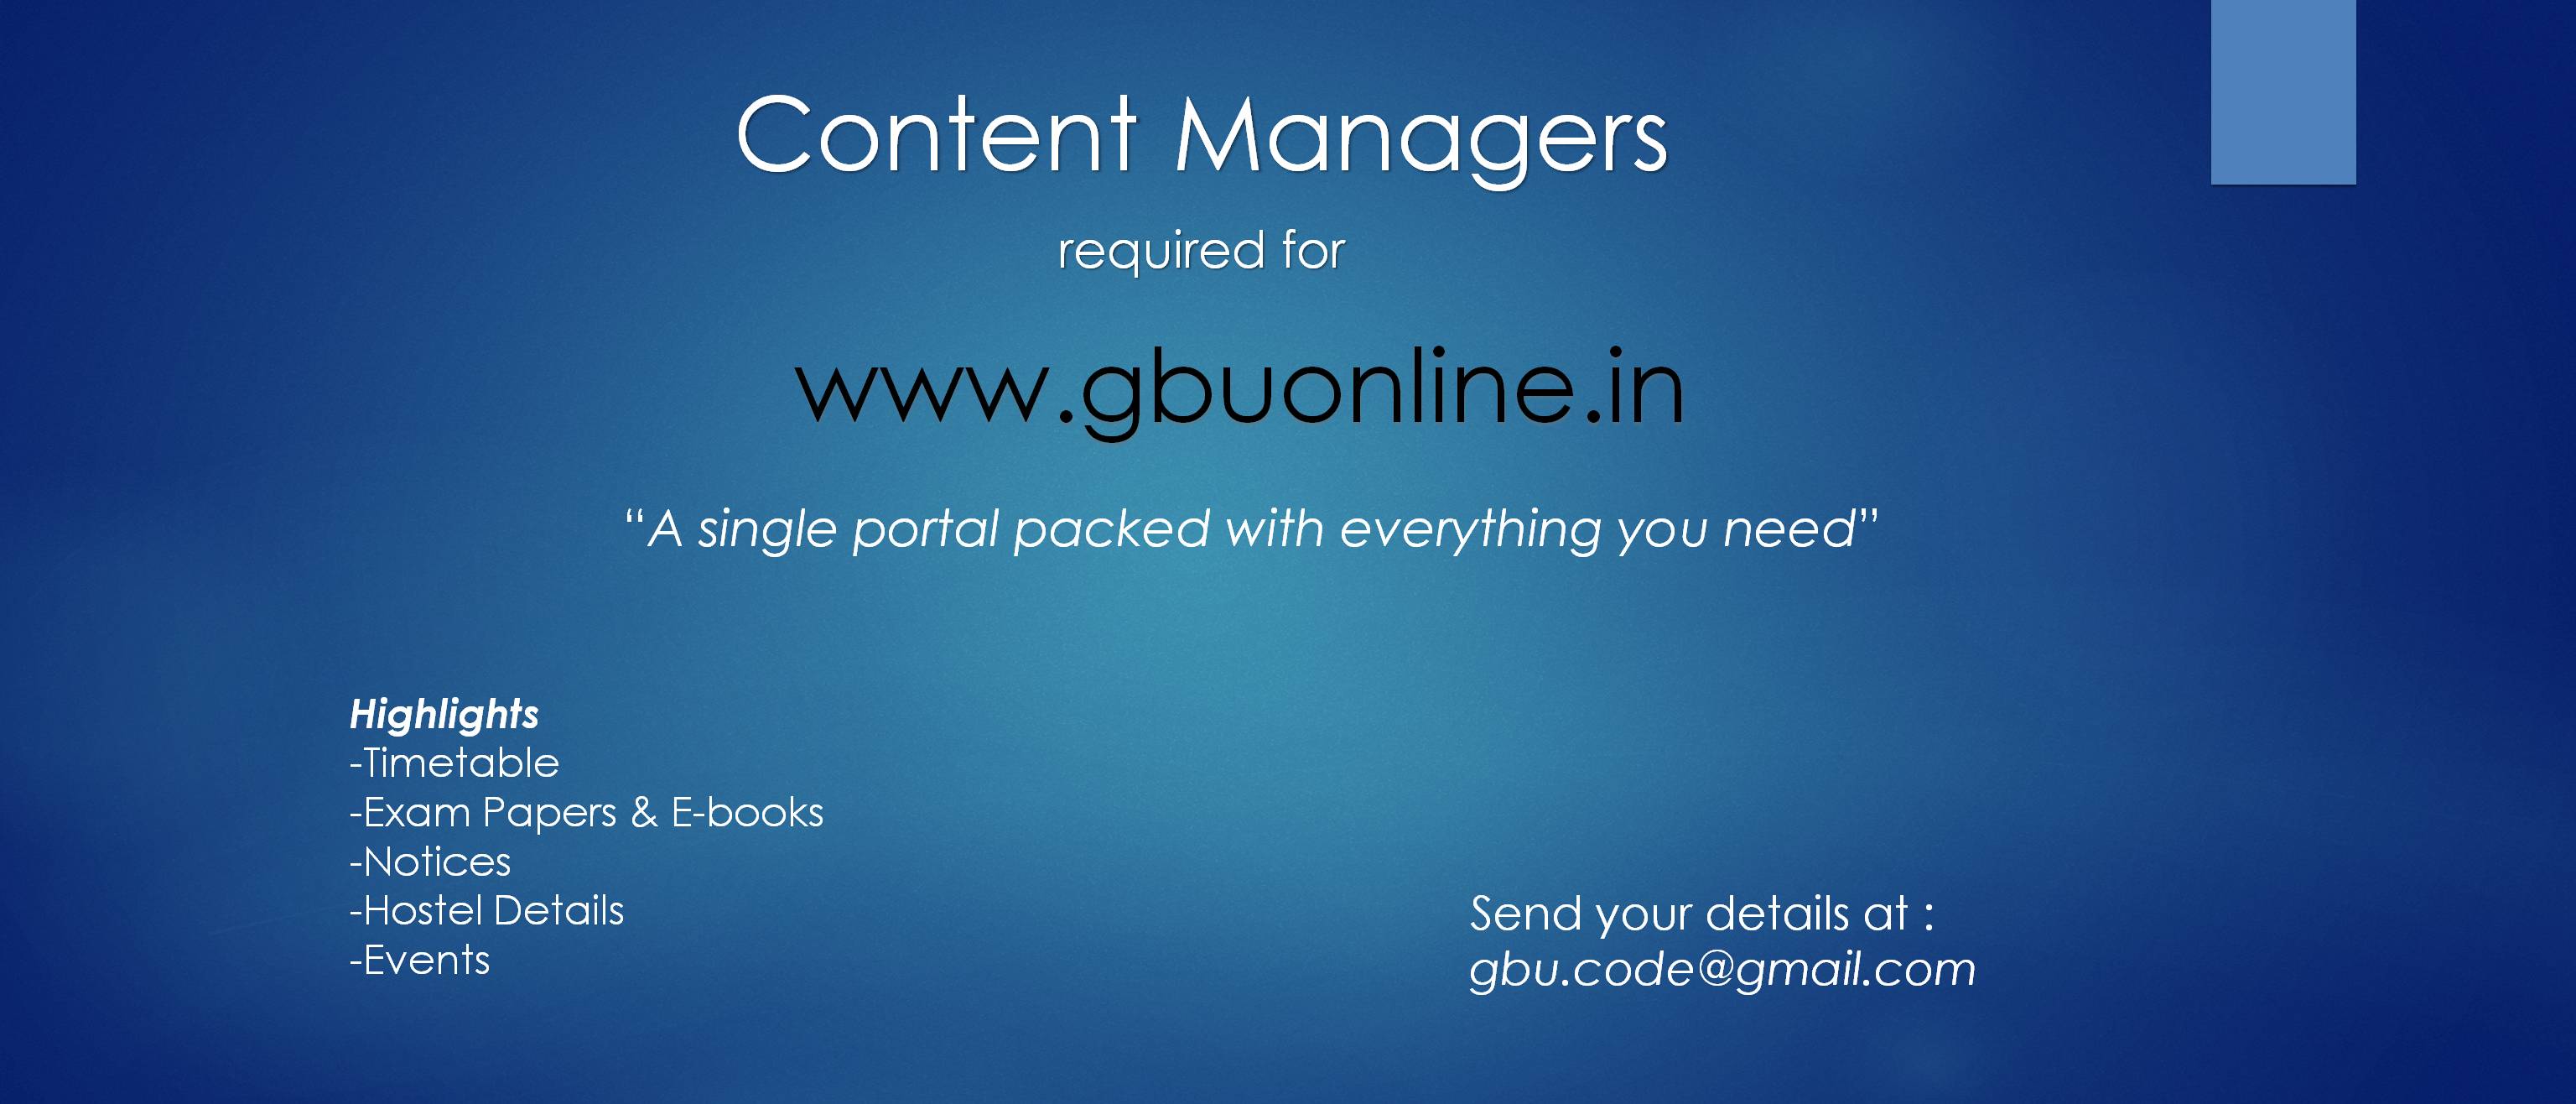 Content Managers
required for
www.gbuonline.in
“A single portal packed with everything you need”
Highlights
-Timetable
-Exam Papers & E-books
-Notices
-Hostel Details
-Events
Send your details at :
gbu.code@gmail.com